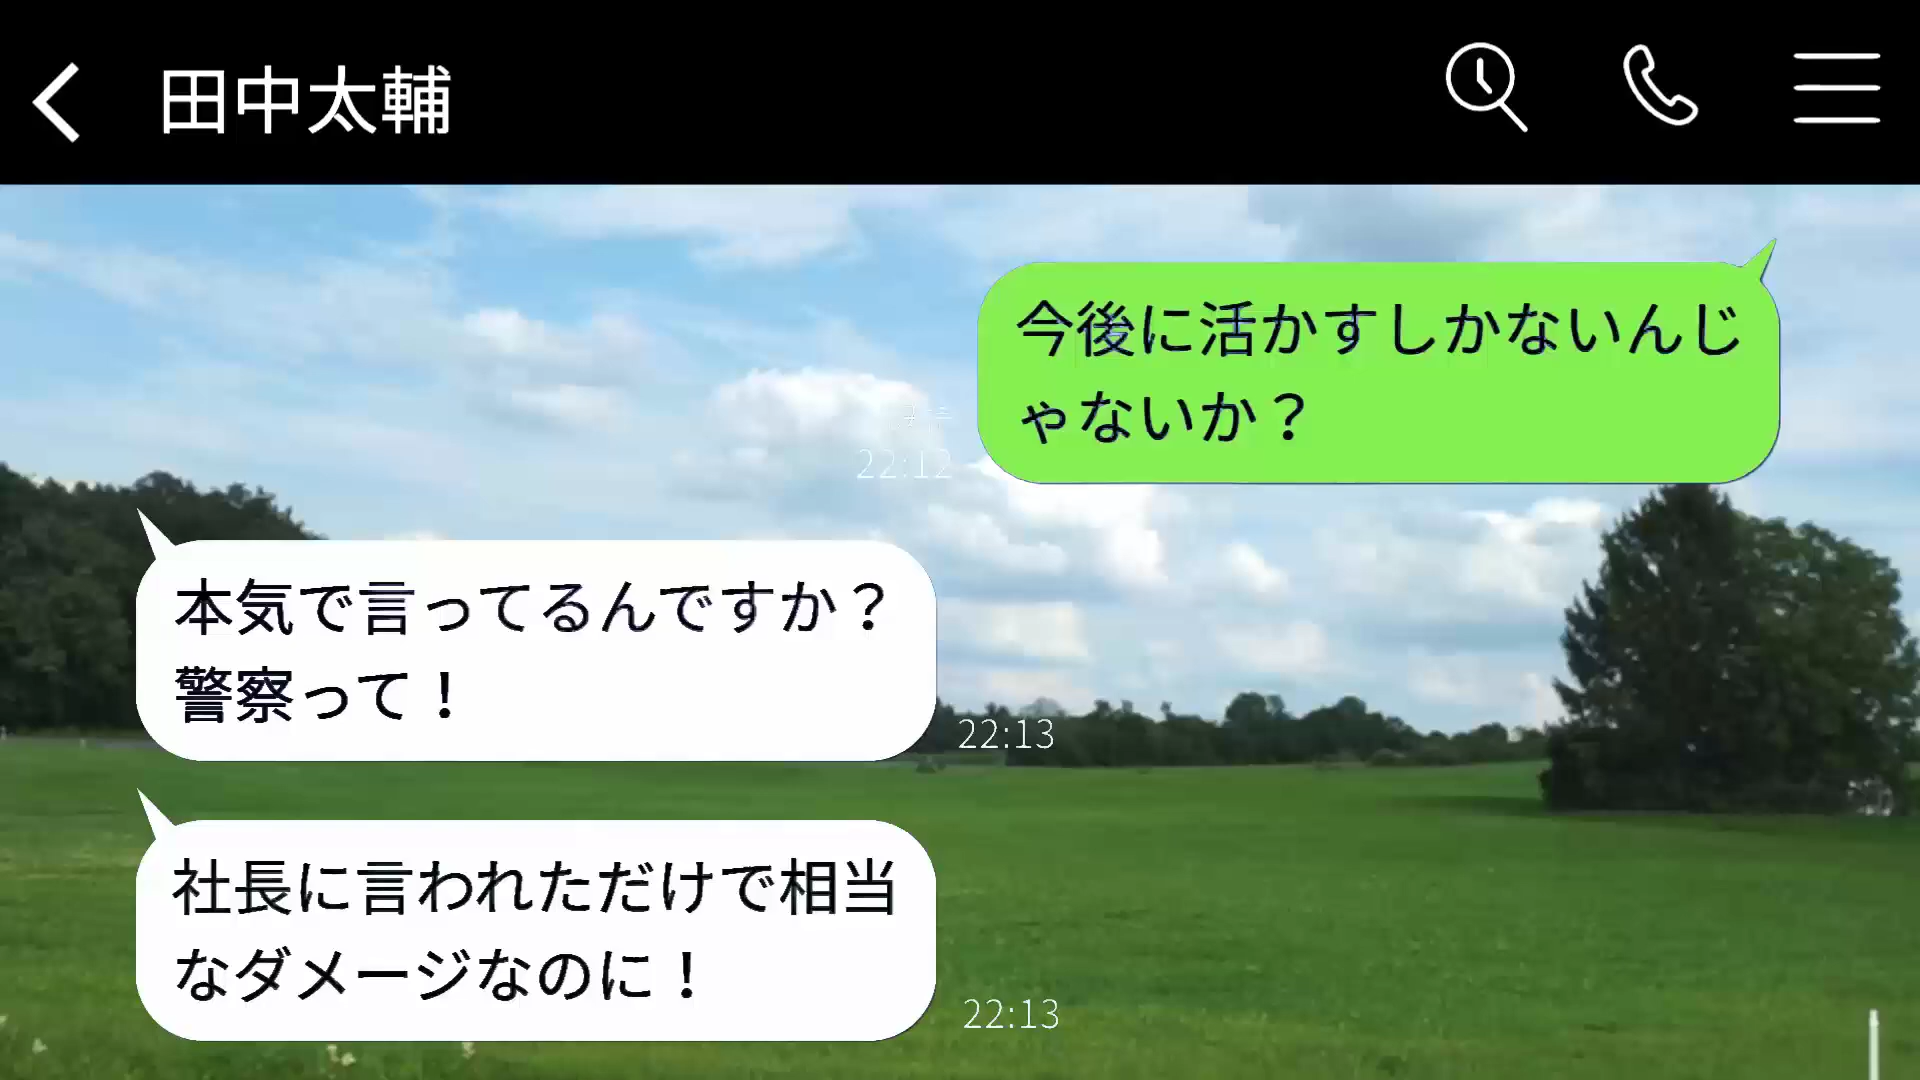 田中太輔
今後に活かすしかないんじ
ゃないか？
22:12
本気で言ってるんですか？
警察って！
22:13
社長に言われただけで相当
なダメージなのに！
22:13